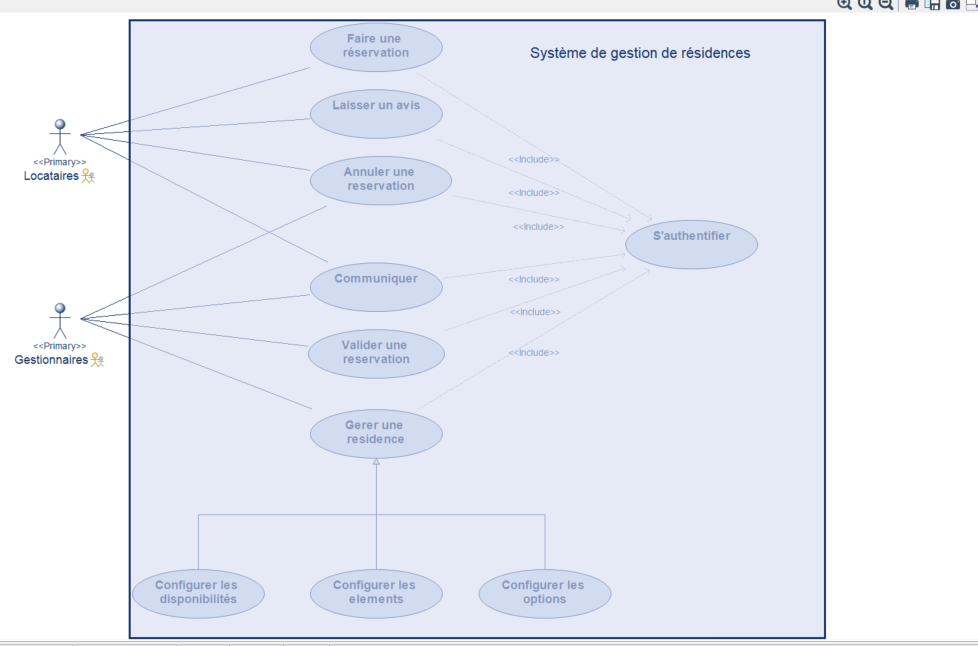 Faire une
réservation
Système de gestion de résidences
Laisser un avis
<<Primary>>
Locataires
<<Include>>
Annuler une
reservation
<<Include>>
<<Include>>
S'authentifier
Communiquer
<<Include>>
<<Primary>>
Gestionnaires
<<Include>>
Valider une
reservation
<<Include>>
Gerer une
residence
Configurer les
disponibilités
Configurer les
elements
Configurer les
options